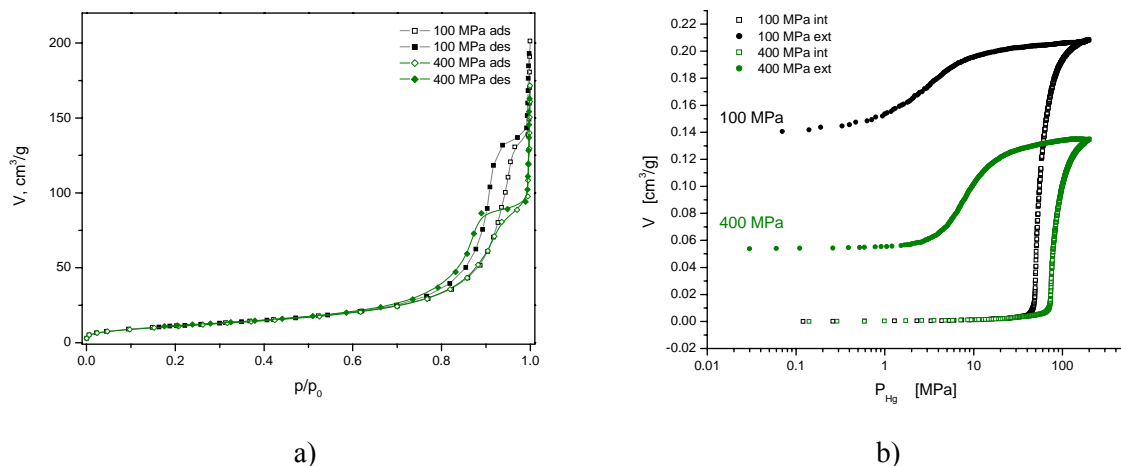 100 MPa ads
100 MPa des
400 MPa ads
400 MPa des
V, cm³/g
200
150
100
50
0
0.0 0.2 0.4 0.6 0.8 1.0
p/p₀
a)
b)
100 MPa int
100 MPa ext
400 MPa int
400 MPa ext
100 MPa
400 MPa
V [cm³/g]
0.22
0.20
0.18
0.16
0.14
0.12
0.10
0.08
0.06
0.04
0.02
0.00
-0.02
0.01 0.1 1 10 100
P_Hg [MPa]
b)